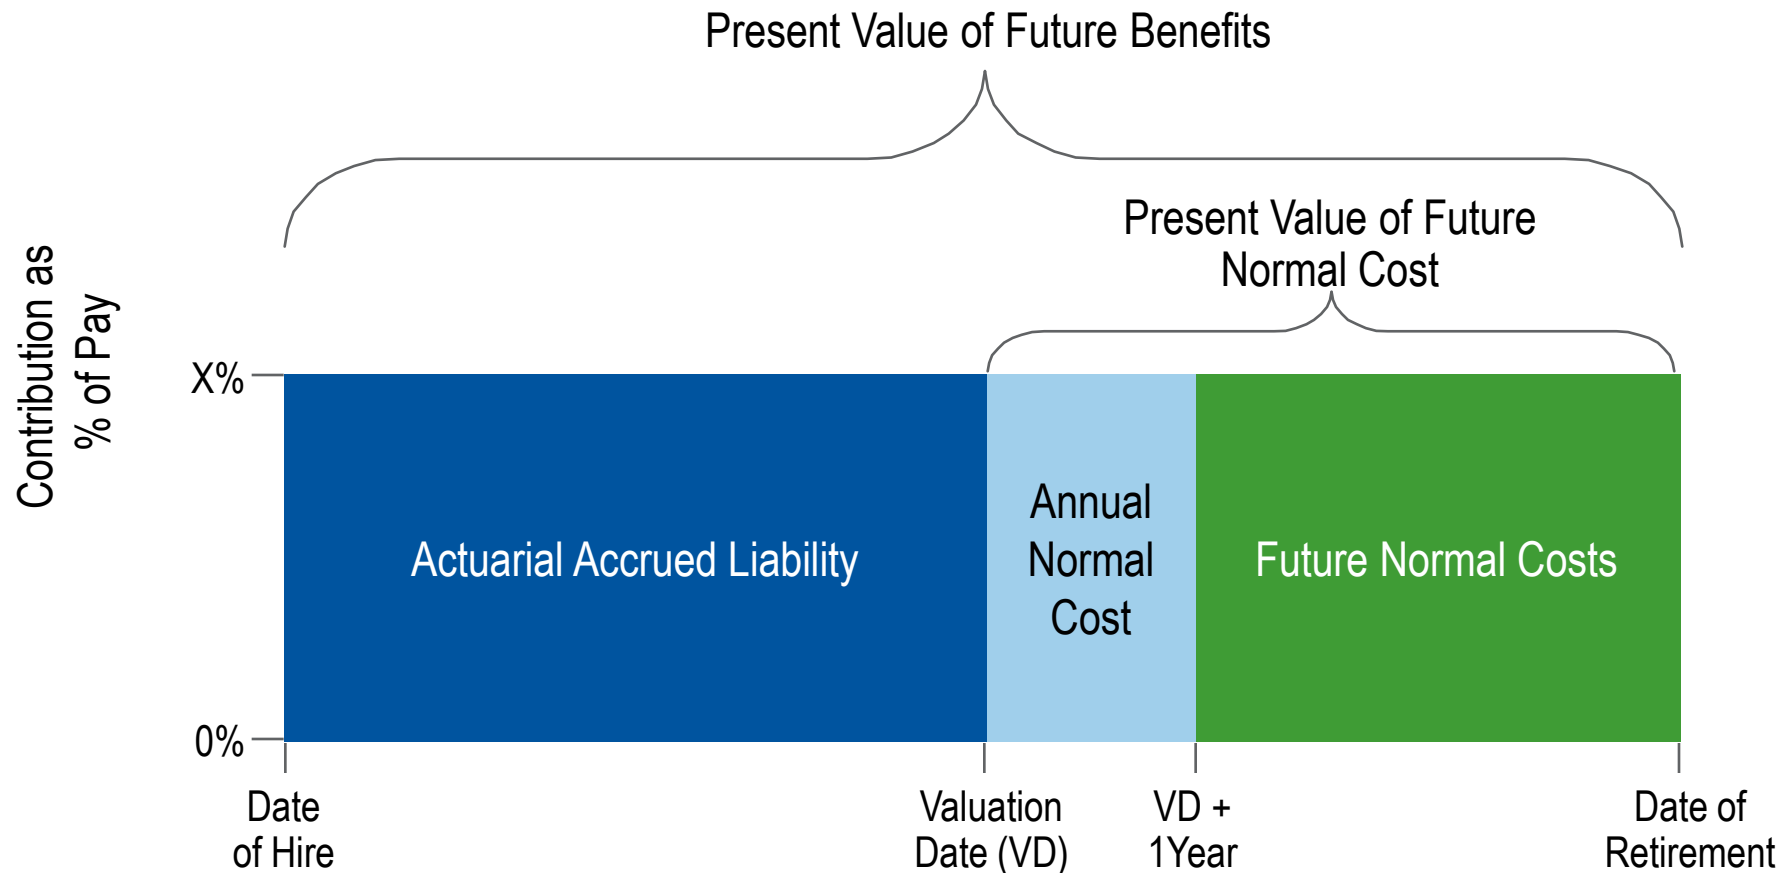 Present Value of Future Benefits
Present Value of Future
Normal Cost
Contribution as
% of Pay
X%
Actuarial Accrued Liability
Annual
Normal
Cost
Future Normal Costs
0%
Date
of Hire
Valuation
Date (VD)
VD +
1Year
Date of
Retirement